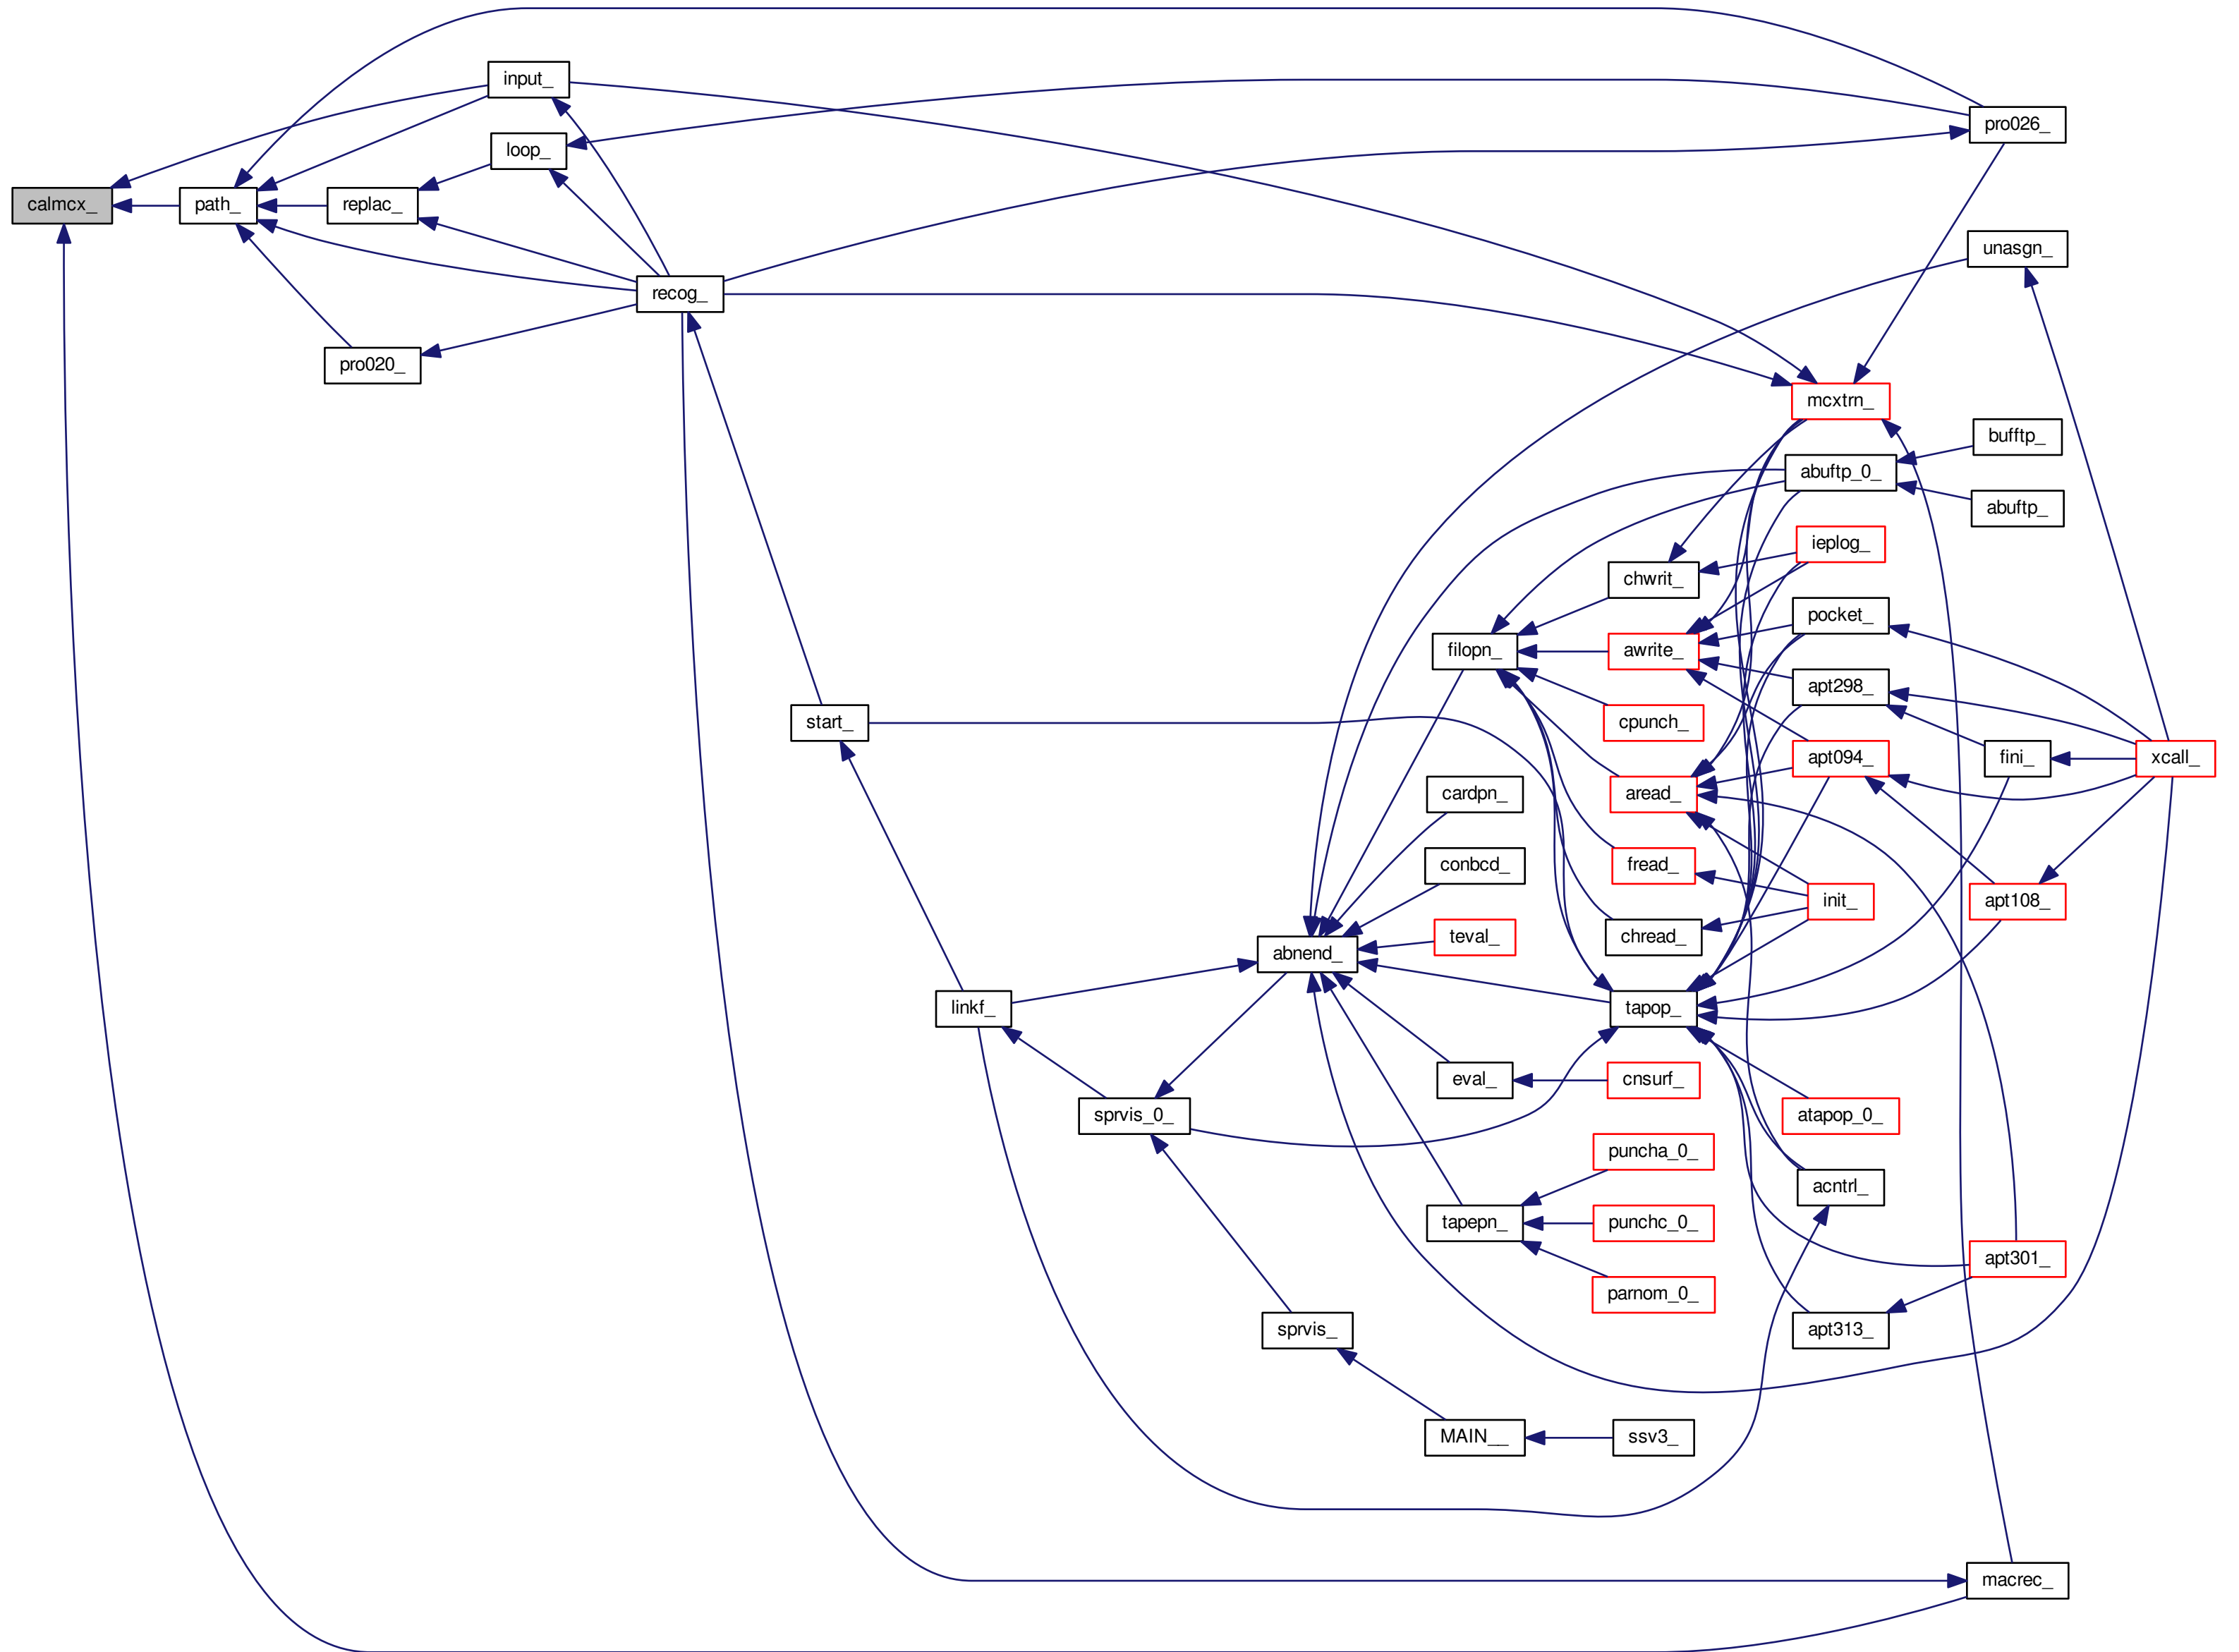 input_
pro026_
loop_
calmcx_
path_
replac_
unasgn_
recog_
pro020_
mcxtrn_
bufftp_
abuftp_0_
abuftp_
ieplog_
chwrit_
pocket_
filopn_
awrite_
apt298_
start_
cpunch_
apt094_
fini_
xcall_
cardpn_
aread_
conbcd_
fread_
init_
apt108_
teval_
chread_
abnend_
linkf_
tapop_
eval_
cnsurf_
sprvis_0_
atapop_0_
puncha_0_
acntrl_
tapepn_
punchc_0_
apt301_
parnom_0_
sprvis_
apt313_
MAIN__
ssv3_
macrec_